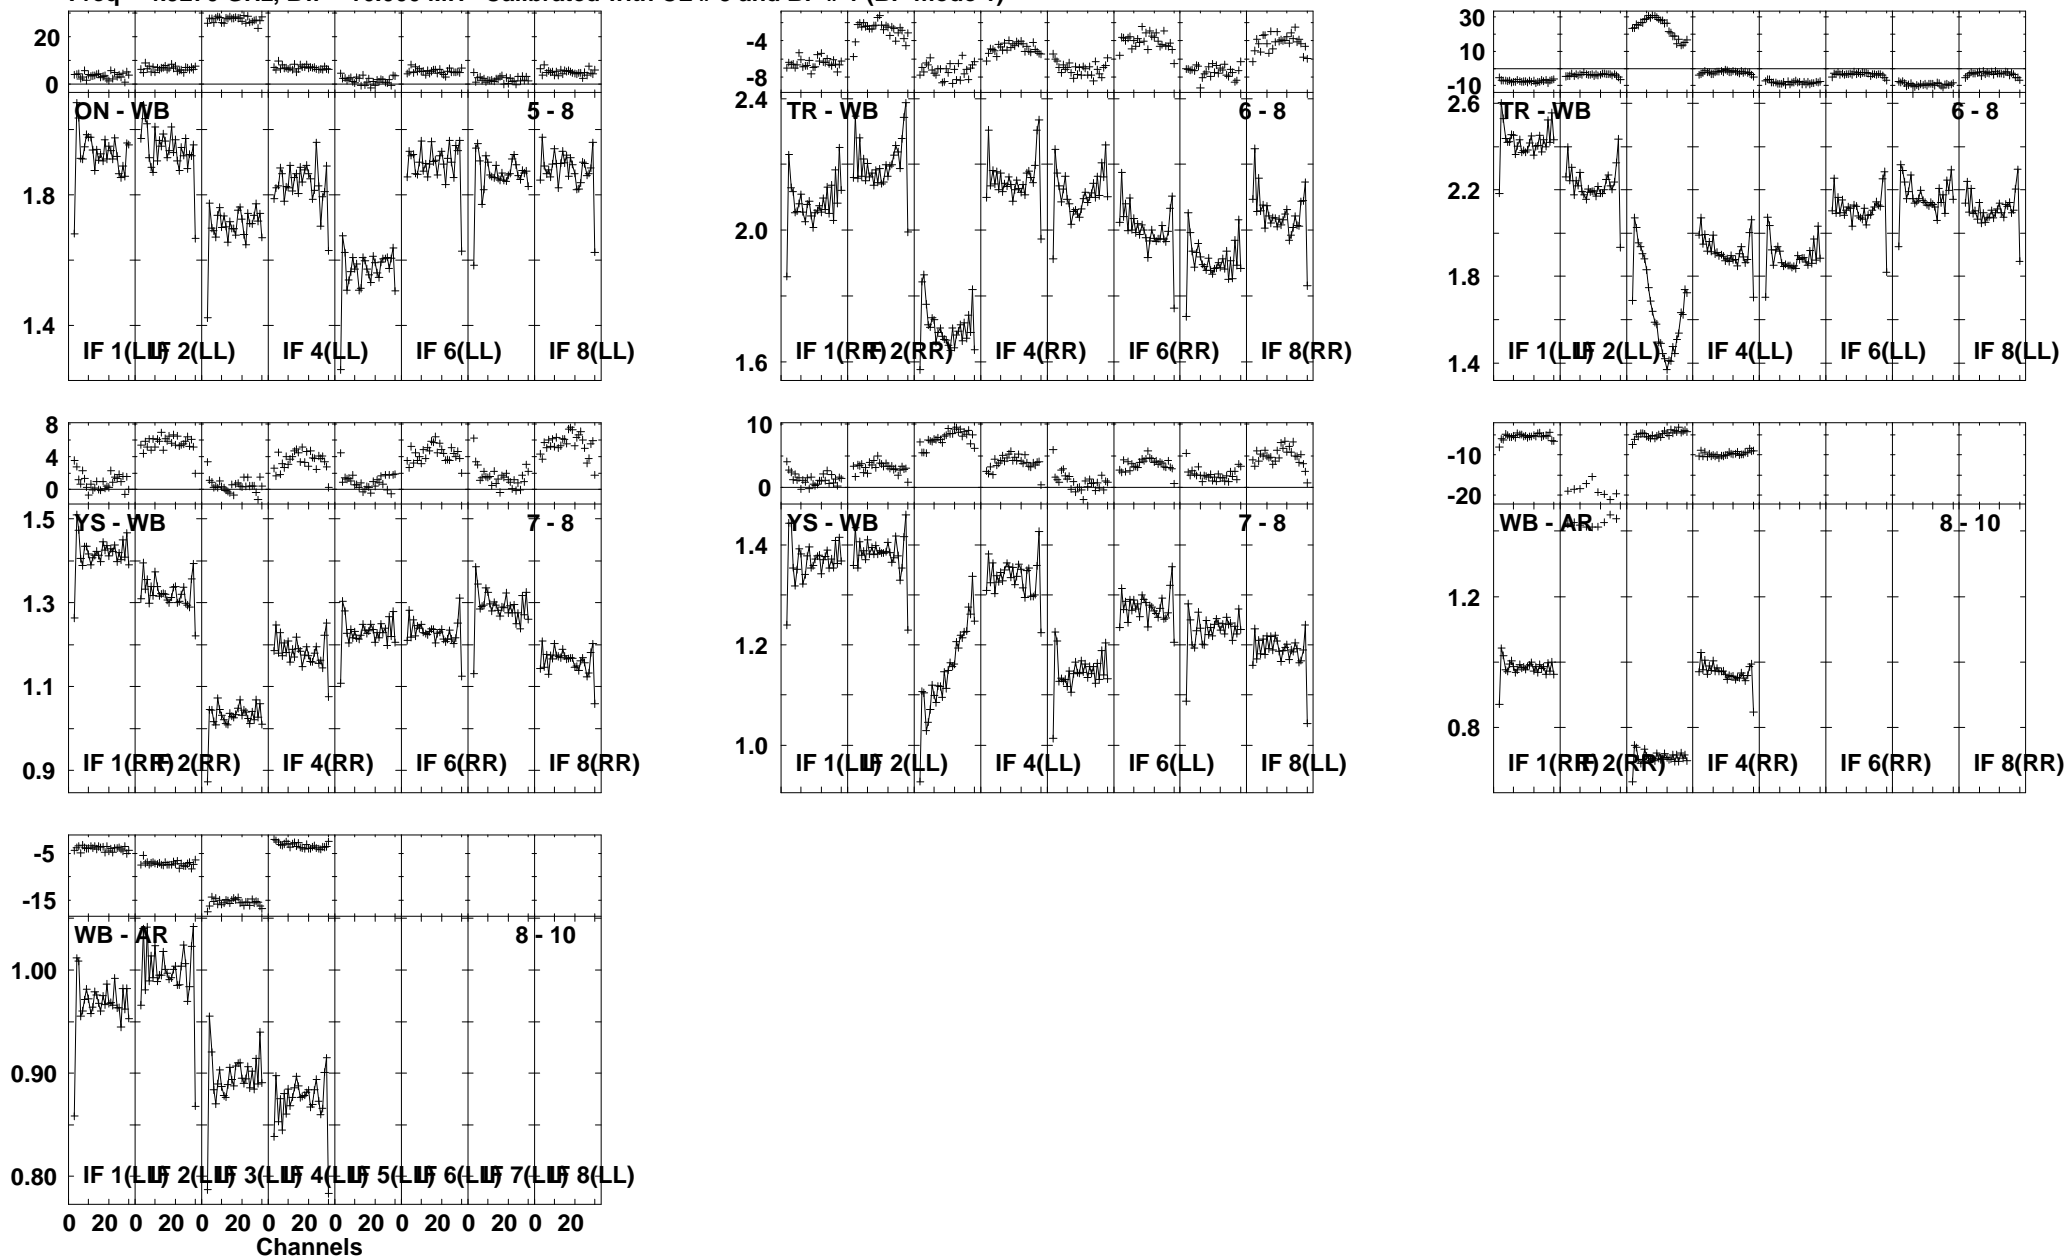 20
0
ON - WB 5 - 8
1.8
1.4
IF 1(LL) IF 2(LL) IF 4(LL) IF 6(LL) IF 8(LL)
-4
-8
2.4
TR - WB 6 - 8
2.0
1.6
IF 1(RR) IF 2(RR) IF 4(RR) IF 6(RR) IF 8(RR)
30
10
-10
2.6
TR - WB 6 - 8
2.2
1.8
1.4
IF 1(LL) IF 2(LL) IF 4(LL) IF 6(LL) IF 8(LL)
8
4
0
1.5
YS - WB 7 - 8
1.3
1.1
0.9
IF 1(RR) IF 2(RR) IF 4(RR) IF 6(RR) IF 8(RR)
10
0
YS - WB 7 - 8
1.4
1.2
1.0
IF 1(LL) IF 2(LL) IF 4(LL) IF 6(LL) IF 8(LL)
-10
-20
WB - AR 8 - 10
1.2
0.8
IF 1(RR) IF 2(RR) IF 4(RR) IF 6(RR) IF 8(RR)
-5
-15
WB - AR 8 - 10
1.00
0.90
0.80
IF 1(LL) IF 2(LL) IF 3(LL) IF 4(LL) IF 5(LL) IF 6(LL) IF 7(LL) IF 8(LL)
0 20 0 20 0 20 0 20 0 20 0 20 0 20 0 20
Channels